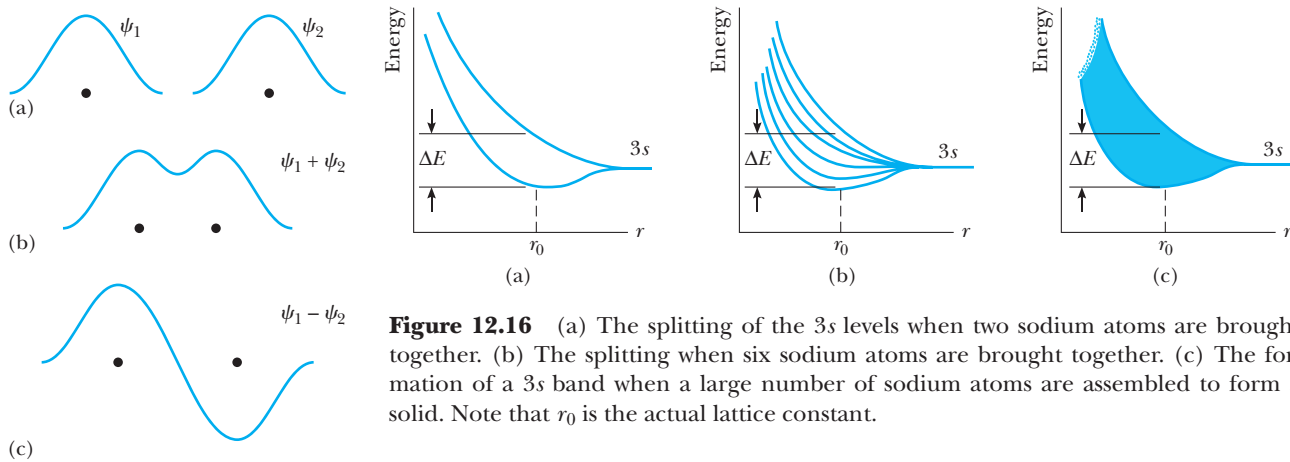 ψ₁ ψ₂
(a)
ψ₁ + ψ₂
(b)
ψ₁ − ψ₂
(c)
Energy
ΔE
3s
r₀
r
(a)
Energy
ΔE
3s
r₀
r
(b)
Energy
ΔE
3s
r₀
r
(c)
Figure 12.16 (a) The splitting of the 3s levels when two sodium atoms are brough
together. (b) The splitting when six sodium atoms are brought together. (c) The for-
mation of a 3s band when a large number of sodium atoms are assembled to form
solid. Note that r₀ is the actual lattice constant.